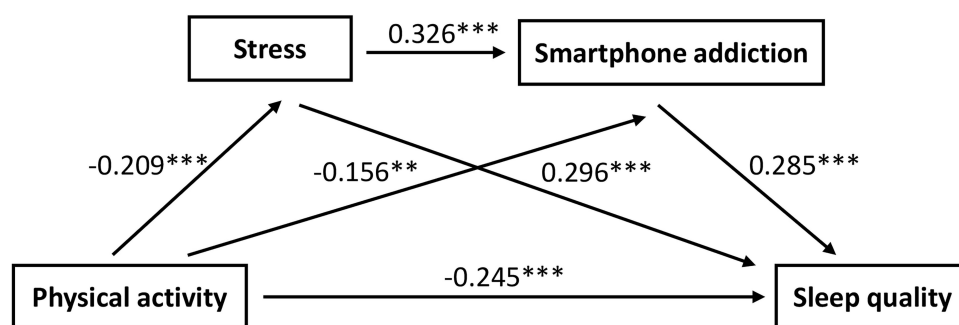 0.326***
Stress
Smartphone addiction
-0.209***
-0.156**
0.296***
0.285***
-0.245***
Physical activity
Sleep quality